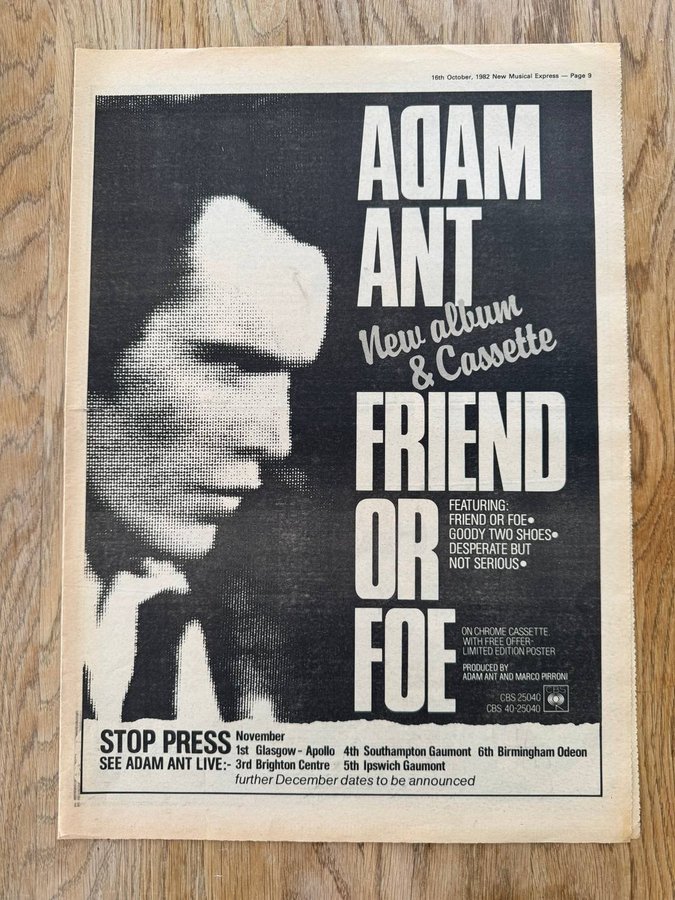 16th October, 1982 New Musical Express — Page 9
ADAM
ANT
New album
& Cassette
FRIEND
OR
FOE
FEATURING:
FRIEND OR FOE•
GOODY TWO SHOES•
DESPERATE BUT
NOT SERIOUS•
ON CHROME CASSETTE.
WITH FREE OFFER-
LIMITED EDITION POSTER
PRODUCED BY
ADAM ANT AND MARCO PIRRONI
CBS 25040
CBS 40-25040
CBS
STOP PRESS
SEE ADAM ANT LIVE:-
November
1st Glasgow - Apollo 4th Southampton Gaumont 6th Birmingham Odeon
3rd Brighton Centre 5th Ipswich Gaumont
further December dates to be announced